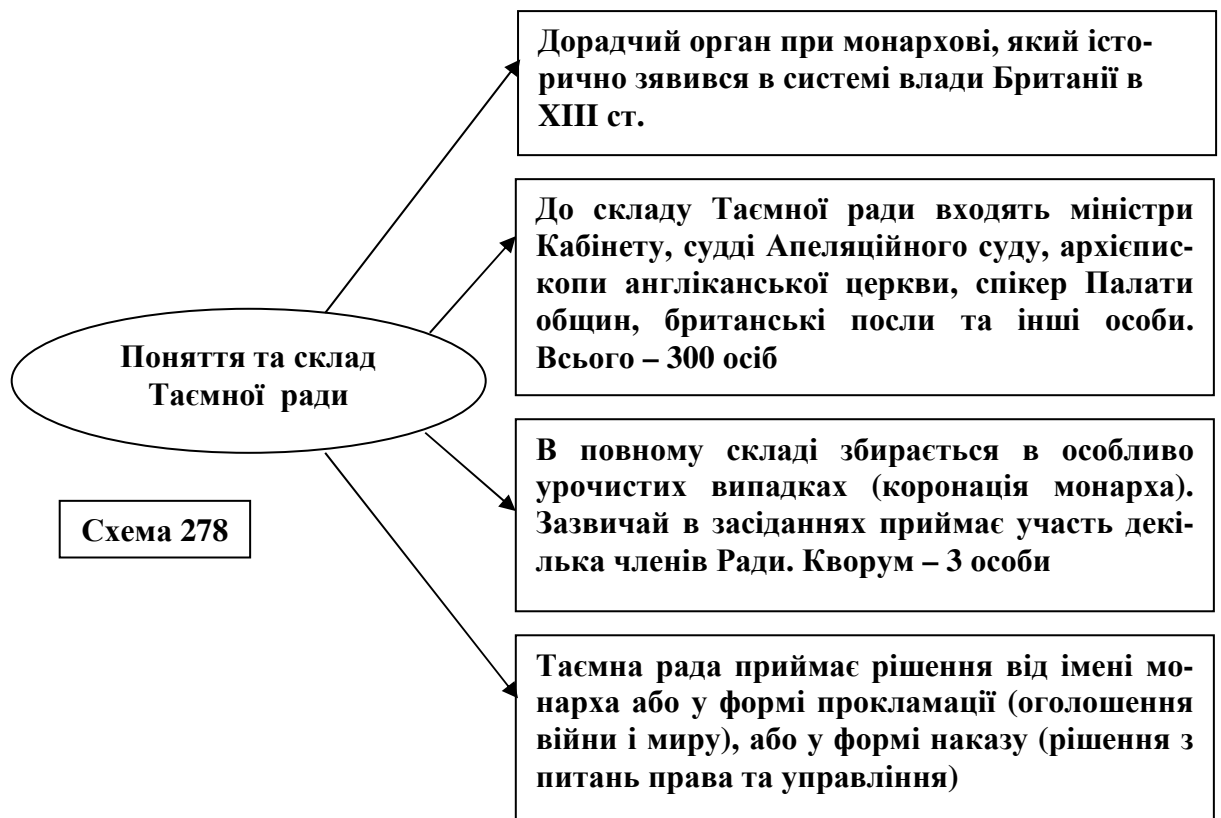 Дорадчий орган при монархові, який істо-
рично зявився в системі влади Британії в
XIII ст.
До складу Таємної ради входять міністри
Кабінету, судді Апеляційного суду, архієпис-
копи англіканської церкви, спікер Палати
общин, британські посли та інші особи.
Всього – 300 осіб
Поняття та склад
Таємної ради
В повному складі збирається в особливо
урочистих випадках (коронація монарха).
Зазвичай в засіданнях приймає участь декі-
лька членів Ради. Кворум – 3 особи
Схема 278
Таємна рада приймає рішення від імені мо-
нарха або у формі прокламації (оголошення
війни і миру), або у формі наказу (рішення з
питань права та управління)